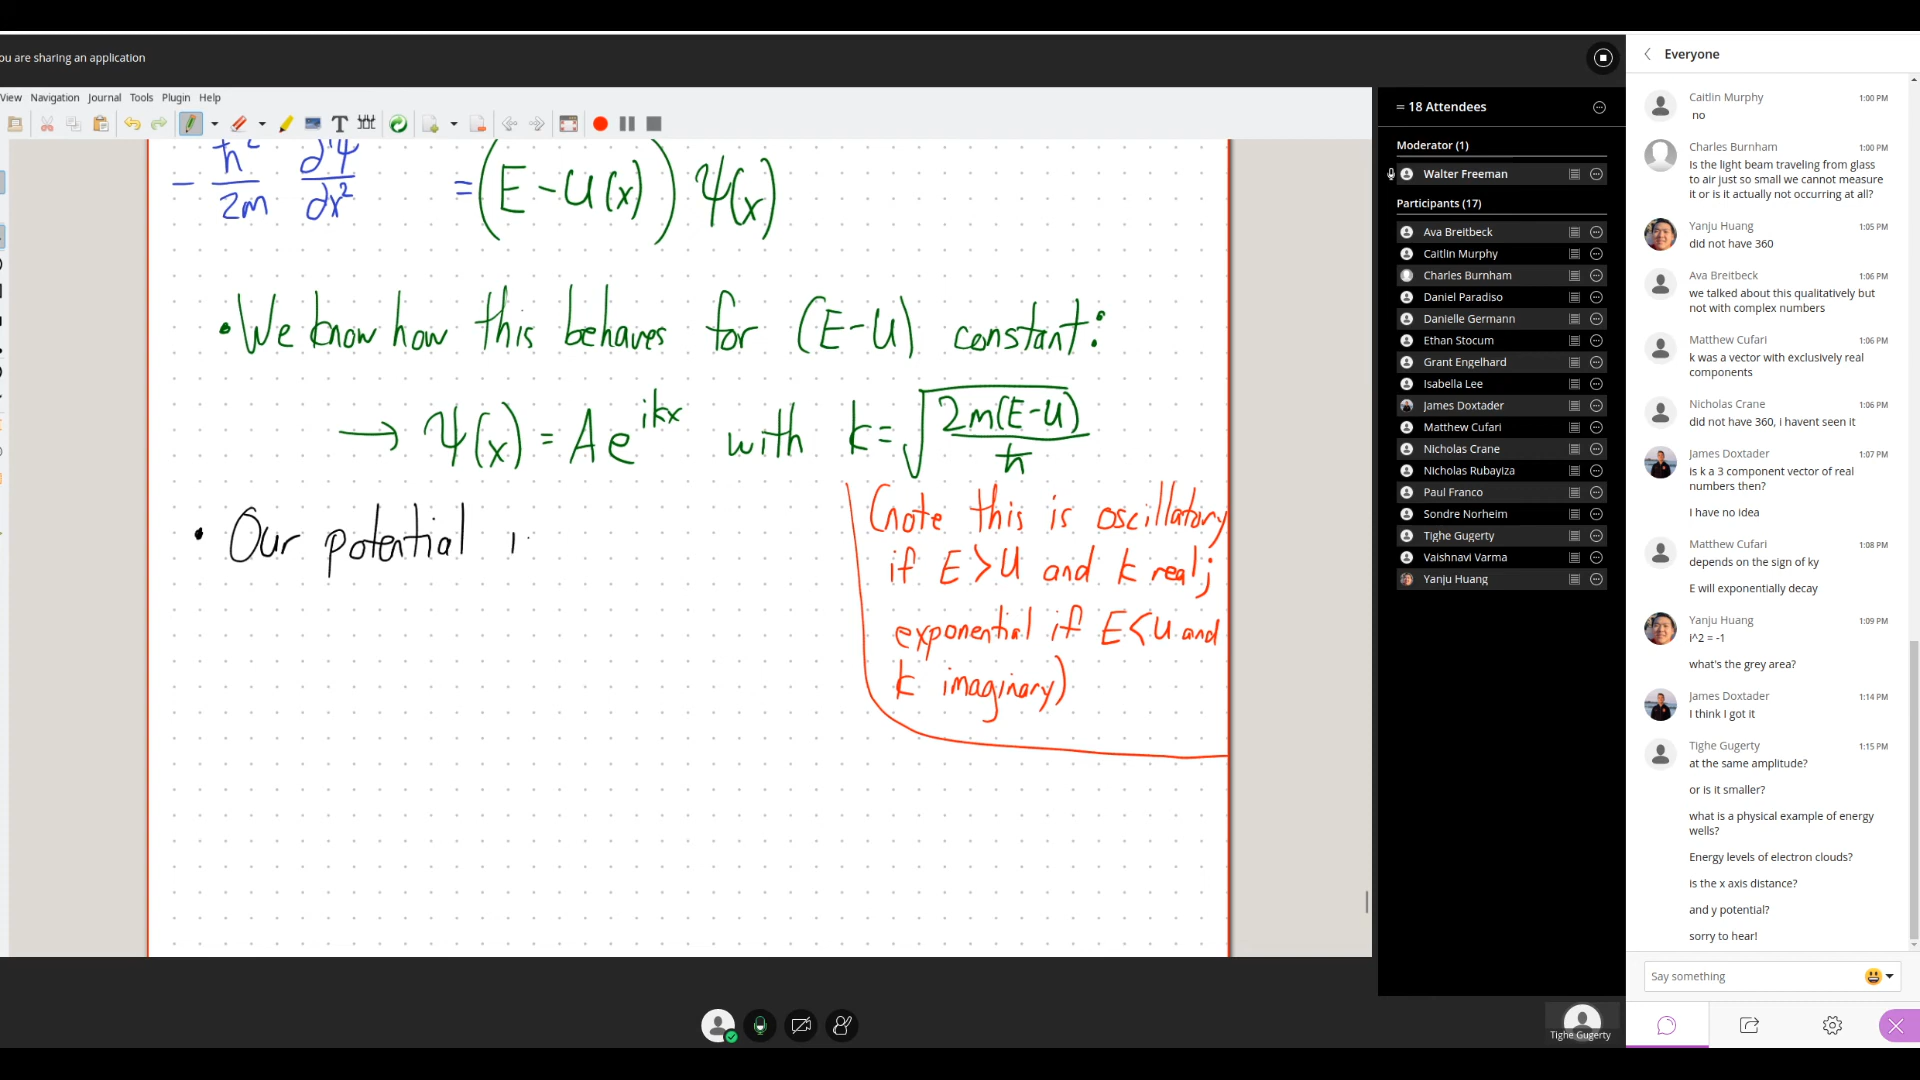 ou are sharing an application
View Navigation Journal Tools Plugin Help
- ħ² / 2m d²Ψ / dx² = (E - U(x)) Ψ(x)
• We know how this behaves for (E-U) constant:
→ Ψ(x) = A e^{ikx} with k = √(2m(E-U) / ħ)
(note this is oscillatory
if E > U and k real;
exponential if E < U and
k imaginary)
• Our potential
18 Attendees
Moderator (1)
Walter Freeman
Participants (17)
Ava Breitbeck
Caitlin Murphy
Charles Burnham
Daniel Paradiso
Danielle Germann
Ethan Stocum
Grant Engelhard
Isabella Lee
James Doxtader
Matthew Cufari
Nicholas Crane
Nicholas Rubayiza
Paul Franco
Sondre Norheim
Tighe Gugerty
Vaishnavi Varma
Yanju Huang
Tighe Gugerty
Everyone
Caitlin Murphy 1:00 PM
no
Charles Burnham 1:00 PM
Is the light beam traveling from glass
to air just so small we cannot measure
it or is it actually not occurring at all?
Yanju Huang 1:05 PM
did not have 360
Ava Breitbeck 1:06 PM
we talked about this qualitatively but
not with complex numbers
Matthew Cufari 1:06 PM
k was a vector with exclusively real
components
Nicholas Crane 1:06 PM
did not have 360, i havent seen it
James Doxtader 1:07 PM
is k a 3 component vector of real
numbers then?
I have no idea
Matthew Cufari 1:08 PM
depends on the sign of ky
E will exponentially decay
Yanju Huang 1:09 PM
i^2 = -1
what's the grey area?
James Doxtader 1:14 PM
I think I got it
Tighe Gugerty 1:15 PM
at the same amplitude?
or is it smaller?
what is a physical example of energy
wells?
Energy levels of electron clouds?
is the x axis distance?
and y potential?
sorry to hear!
Say something